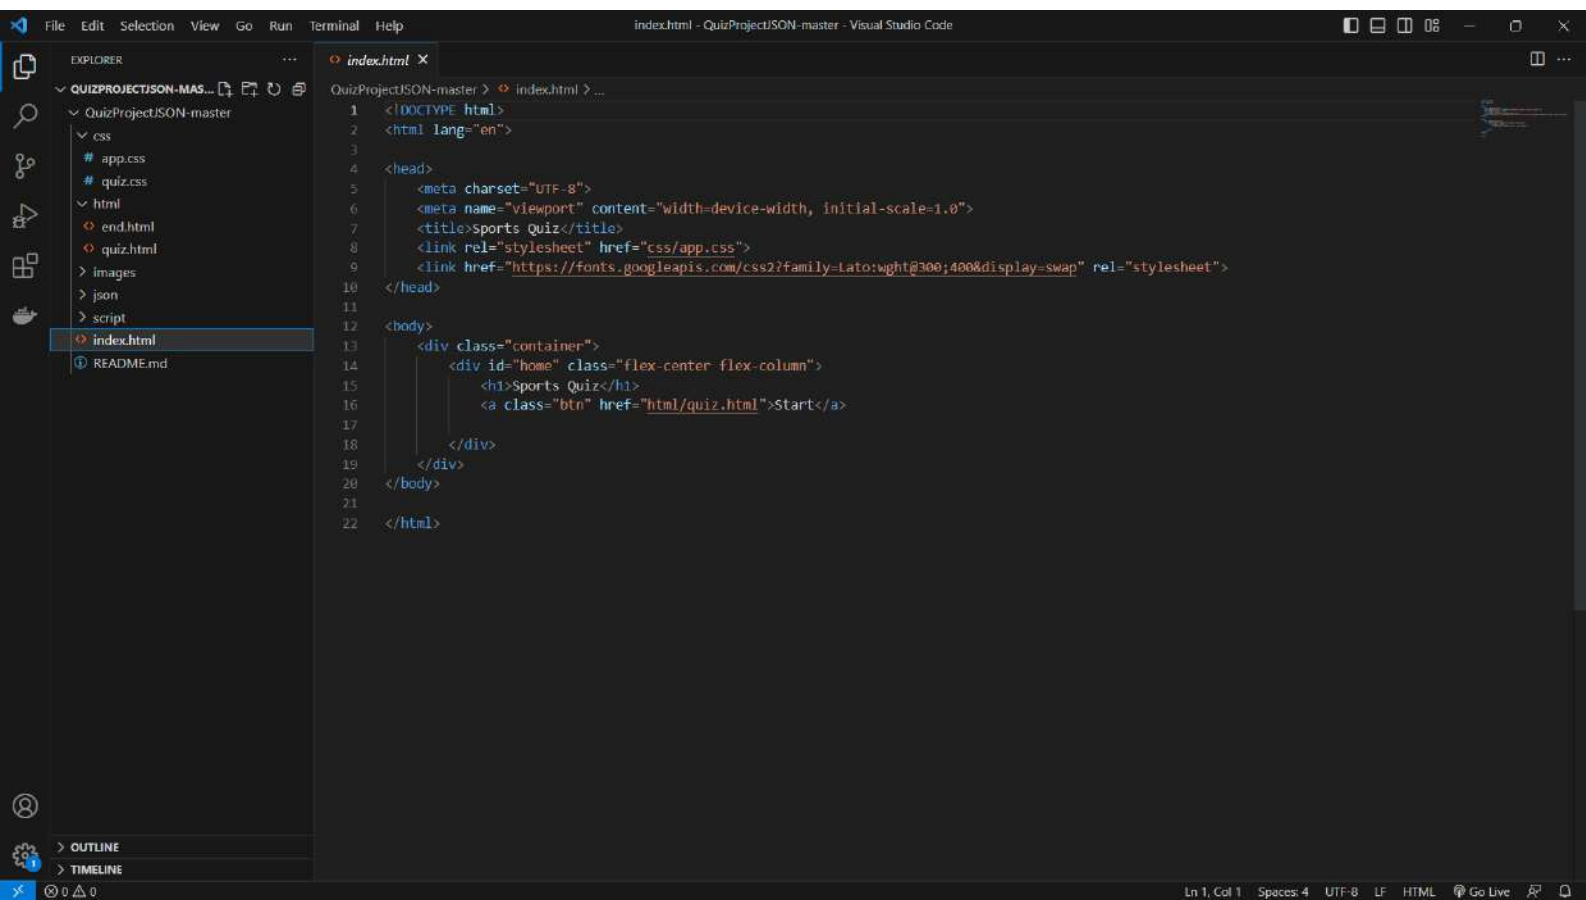 File Edit Selection View Go Run Terminal Help
index.html - QuizProjectJSON-master - Visual Studio Code
EXPLORER ...
index.html
QUIZPROJECTJSON-MAS...
QuizProjectJSON-master > index.html > ...
QuizProjectJSON-master
css
# app.css
# quiz.css
html
end.html
quiz.html
images
json
script
index.html
README.md
1 <!DOCTYPE html>
2 <html lang="en">
3
4 <head>
5 <meta charset="UTF-8">
6 <meta name="viewport" content="width=device-width, initial-scale=1.0">
7 <title>Sports Quiz</title>
8 <link rel="stylesheet" href="css/app.css">
9 <link href="https://fonts.googleapis.com/css2?family=Lato:wght@300;400&display=swap" rel="stylesheet">
10 </head>
11
12 <body>
13 <div class="container">
14 <div id="home" class="flex-center flex-column">
15 <h1>Sports Quiz</h1>
16 <a class="btn" href="html/quiz.html">Start</a>
17
18 </div>
19 </div>
20 </body>
21
22 </html>
OUTLINE
TIMELINE
1
0 0
Ln 1, Col 1 Spaces: 4 UTF-8 LF HTML Go Live